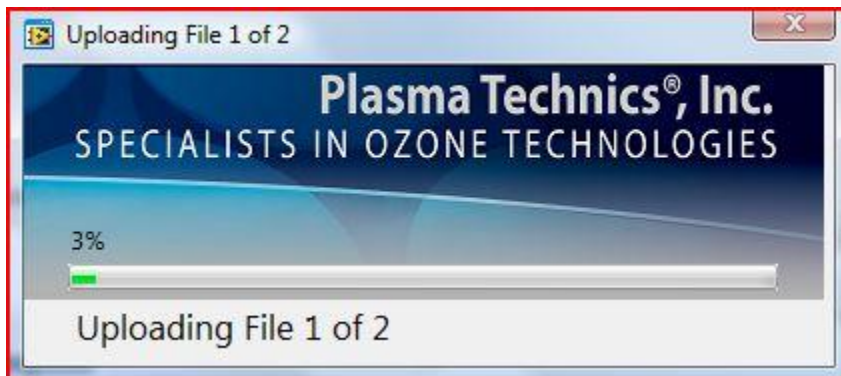 Uploading File 1 of 2
Plasma Technics®, Inc.
SPECIALISTS IN OZONE TECHNOLOGIES
3%
Uploading File 1 of 2